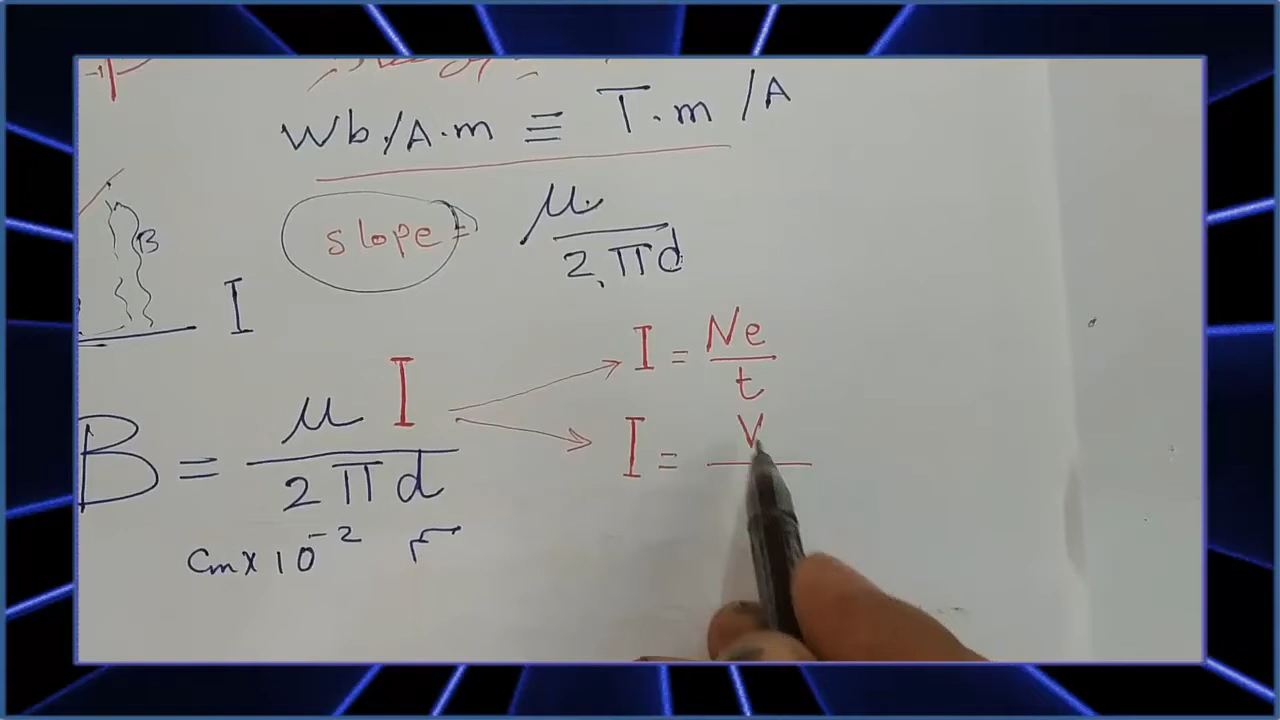 Wb/A.m ≡ T.m/A
slope = μ/2πd
B I
I = Ne/t
B = μI/2πd
I = V
cm×10⁻² م